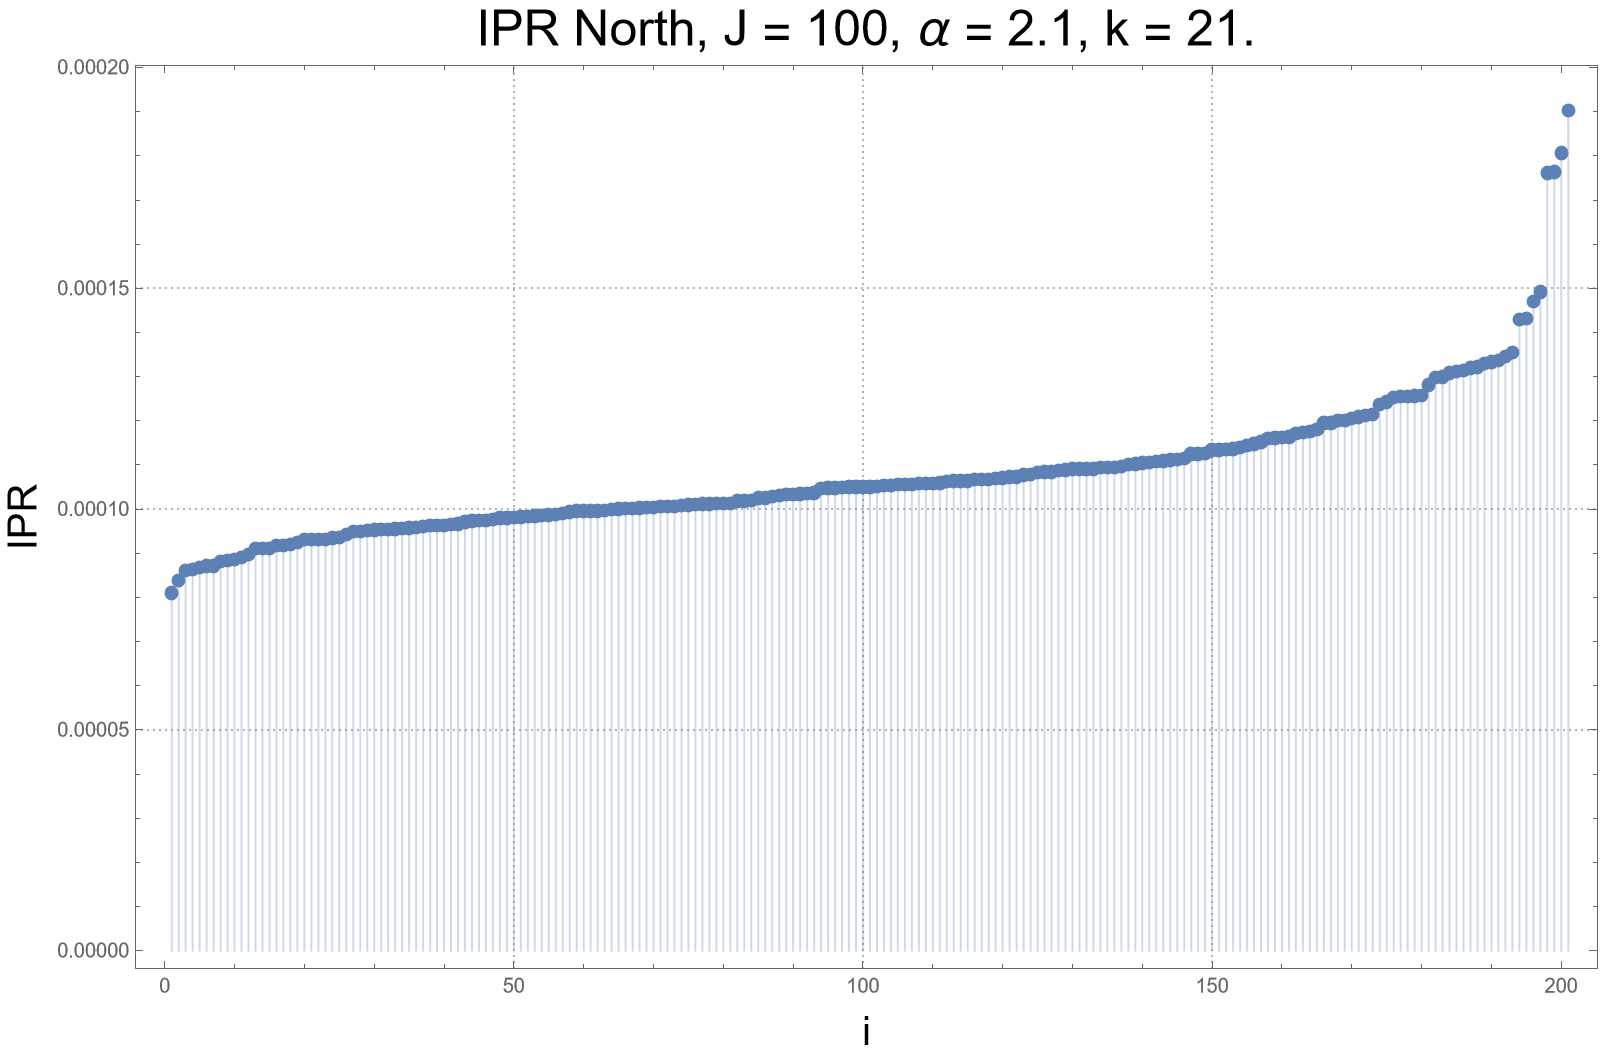 IPR North, J = 100, α = 2.1, k = 21.
0.00020
0.00015
0.00010
0.00005
0.00000
IPR
0 50 100 150 200
i